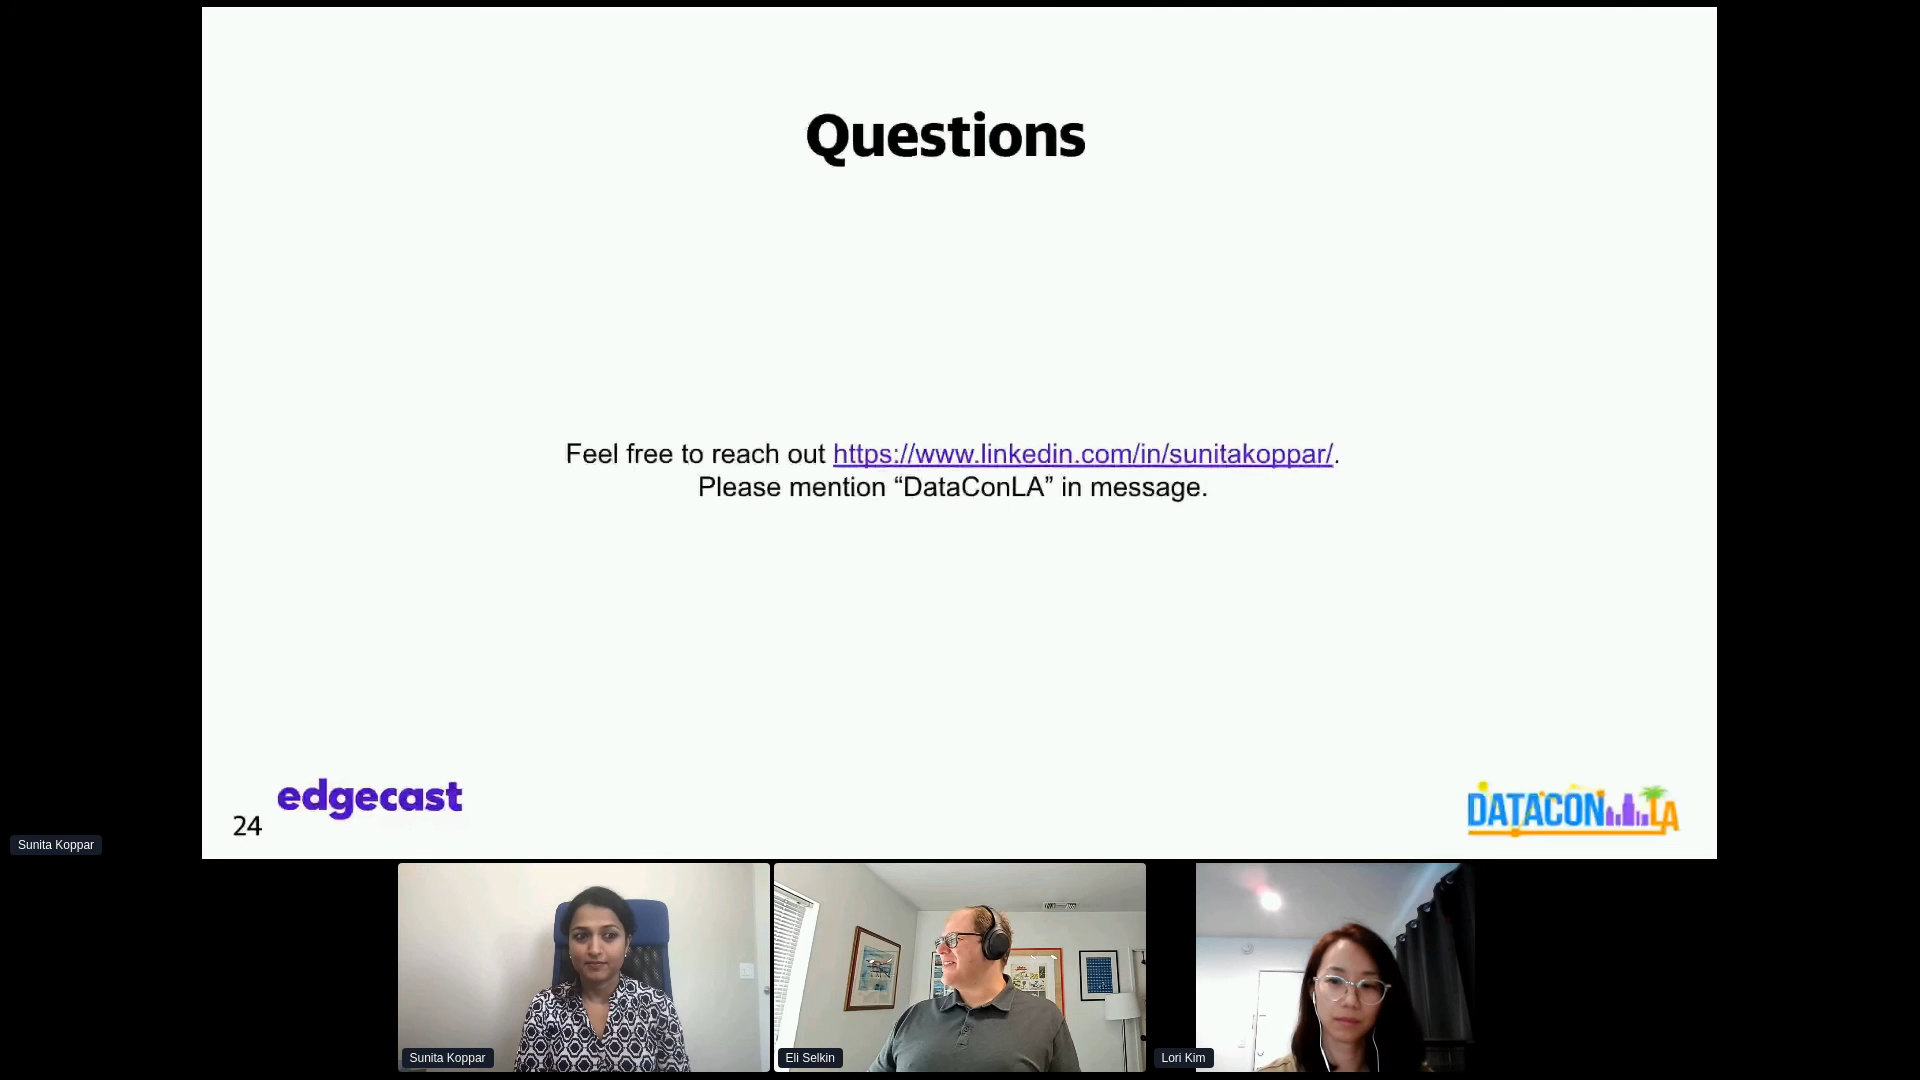 Questions
Feel free to reach out https://www.linkedin.com/in/sunitakoppar/.
Please mention “DataConLA” in message.
edgecast
24
DATACON LA
Sunita Koppar
Sunita Koppar
Eli Selkin
Lori Kim